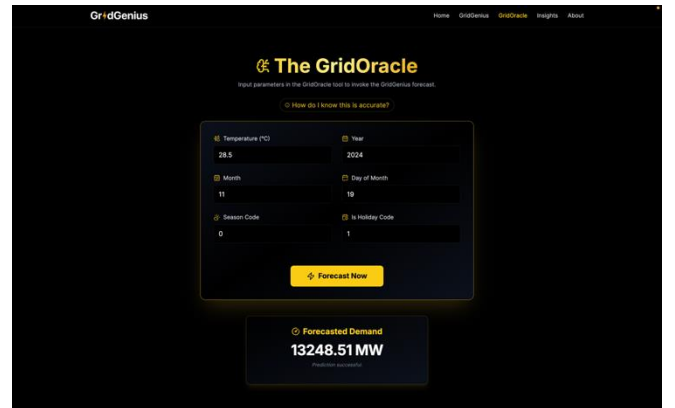 GridGenius
Home GridGenius GridOracle Insights About
The GridOracle
Input parameters in the GridOracle tool to invoke the GridGenius forecast.
How do I know this is accurate?
Temperature (°C) Year
28.5 2024
Month Day of Month
11 19
Season Code Is Holiday Code
0 1
Forecast Now
Forecasted Demand
13248.51 MW
Prediction successful